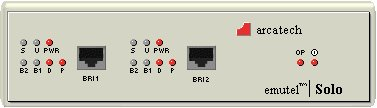 arcatech
S U PWR
S U PWR
OP
B2 B1 D P
B2 B1 D P
BRI1
BRI2
emutel™ Solo